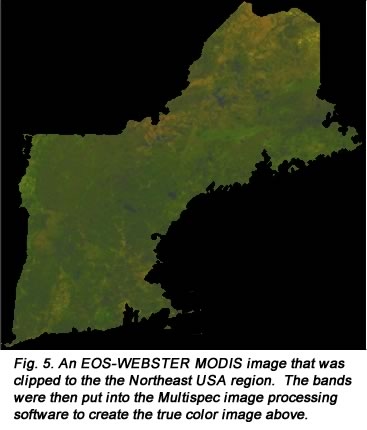 Fig. 5. An EOS-WEBSTER MODIS image that was
clipped to the the Northeast USA region. The bands
were then put into the Multispec image processing
software to create the true color image above.